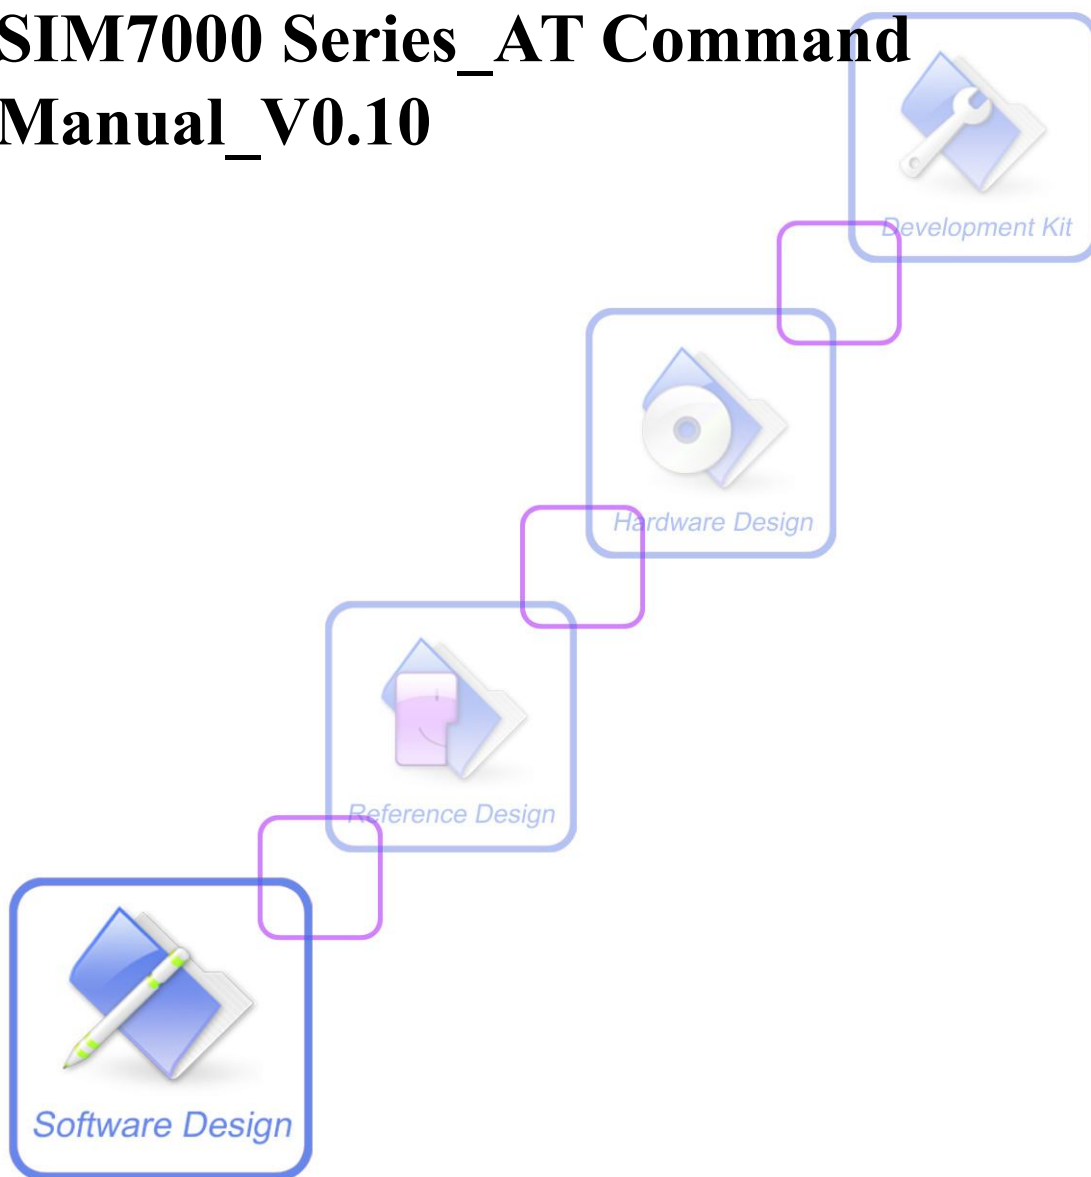 SIM7000 Series_AT Command
Manual_V0.10
Development Kit
Hardware Design
Reference Design
Software Design